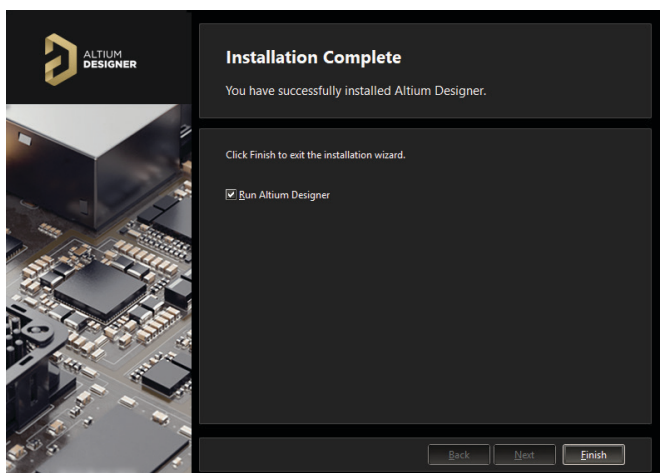 ALTIUM
DESIGNER
Installation Complete
You have successfully installed Altium Designer.
Click Finish to exit the installation wizard.
Run Altium Designer
Back Next Finish